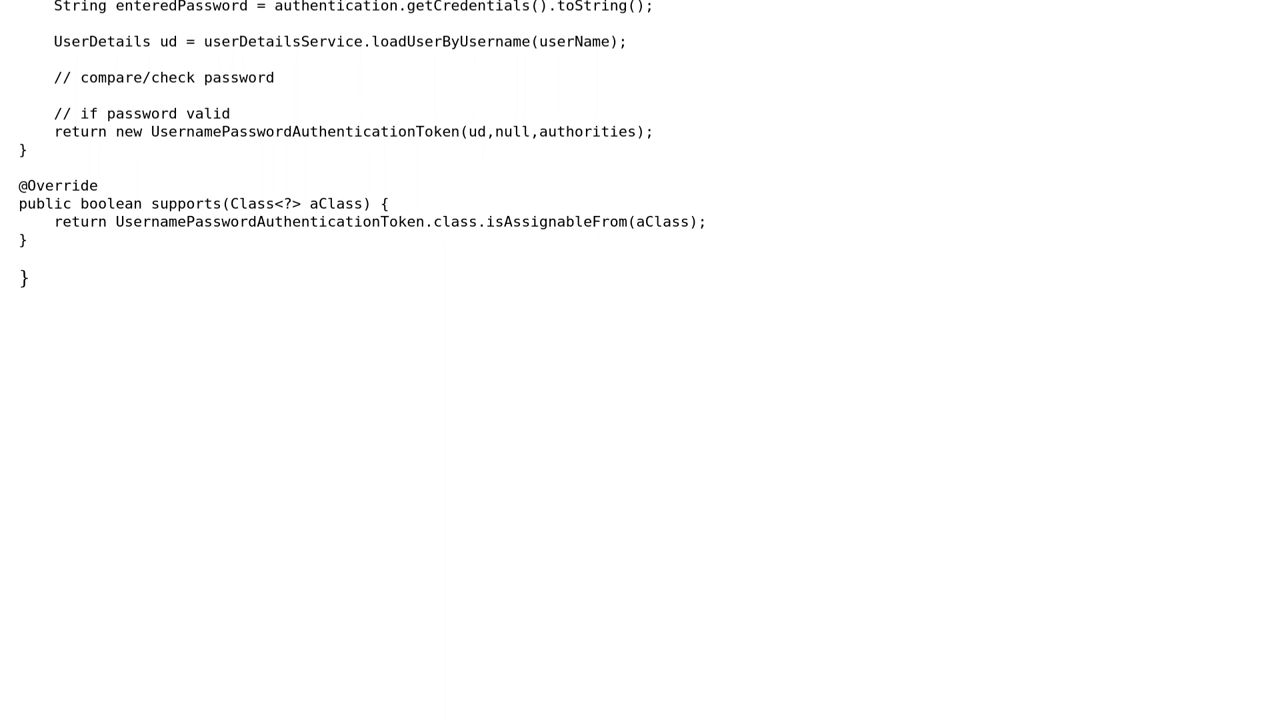 String enteredPassword = authentication.getCredentials().toString();
UserDetails ud = userDetailsService.loadUserByUsername(userName);
// compare/check password
// if password valid
return new UsernamePasswordAuthenticationToken(ud,null,authorities);
}
@Override
public boolean supports(Class<?> aClass) {
return UsernamePasswordAuthenticationToken.class.isAssignableFrom(aClass);
}
}